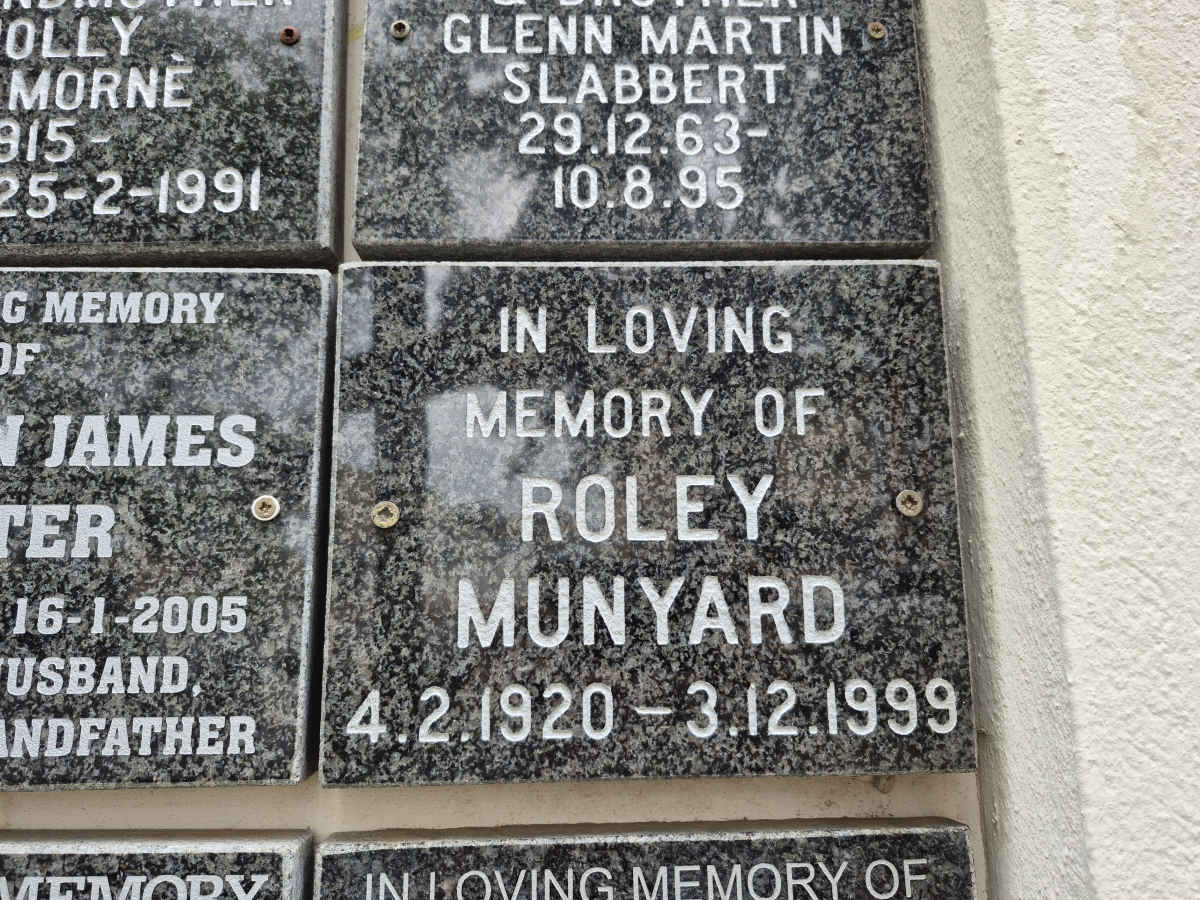 OLLY
MORNÈ
915 -
25-2-1991
& BROTHER
GLENN MARTIN
SLABBERT
29.12.63-
10.8.95
G MEMORY
OF
N JAMES
TER
16-1-2005
HUSBAND,
ANDFATHER
IN LOVING
MEMORY OF
ROLEY
MUNYARD
4.2.1920 - 3.12.1999
MEMORY
IN LOVING MEMORY OF